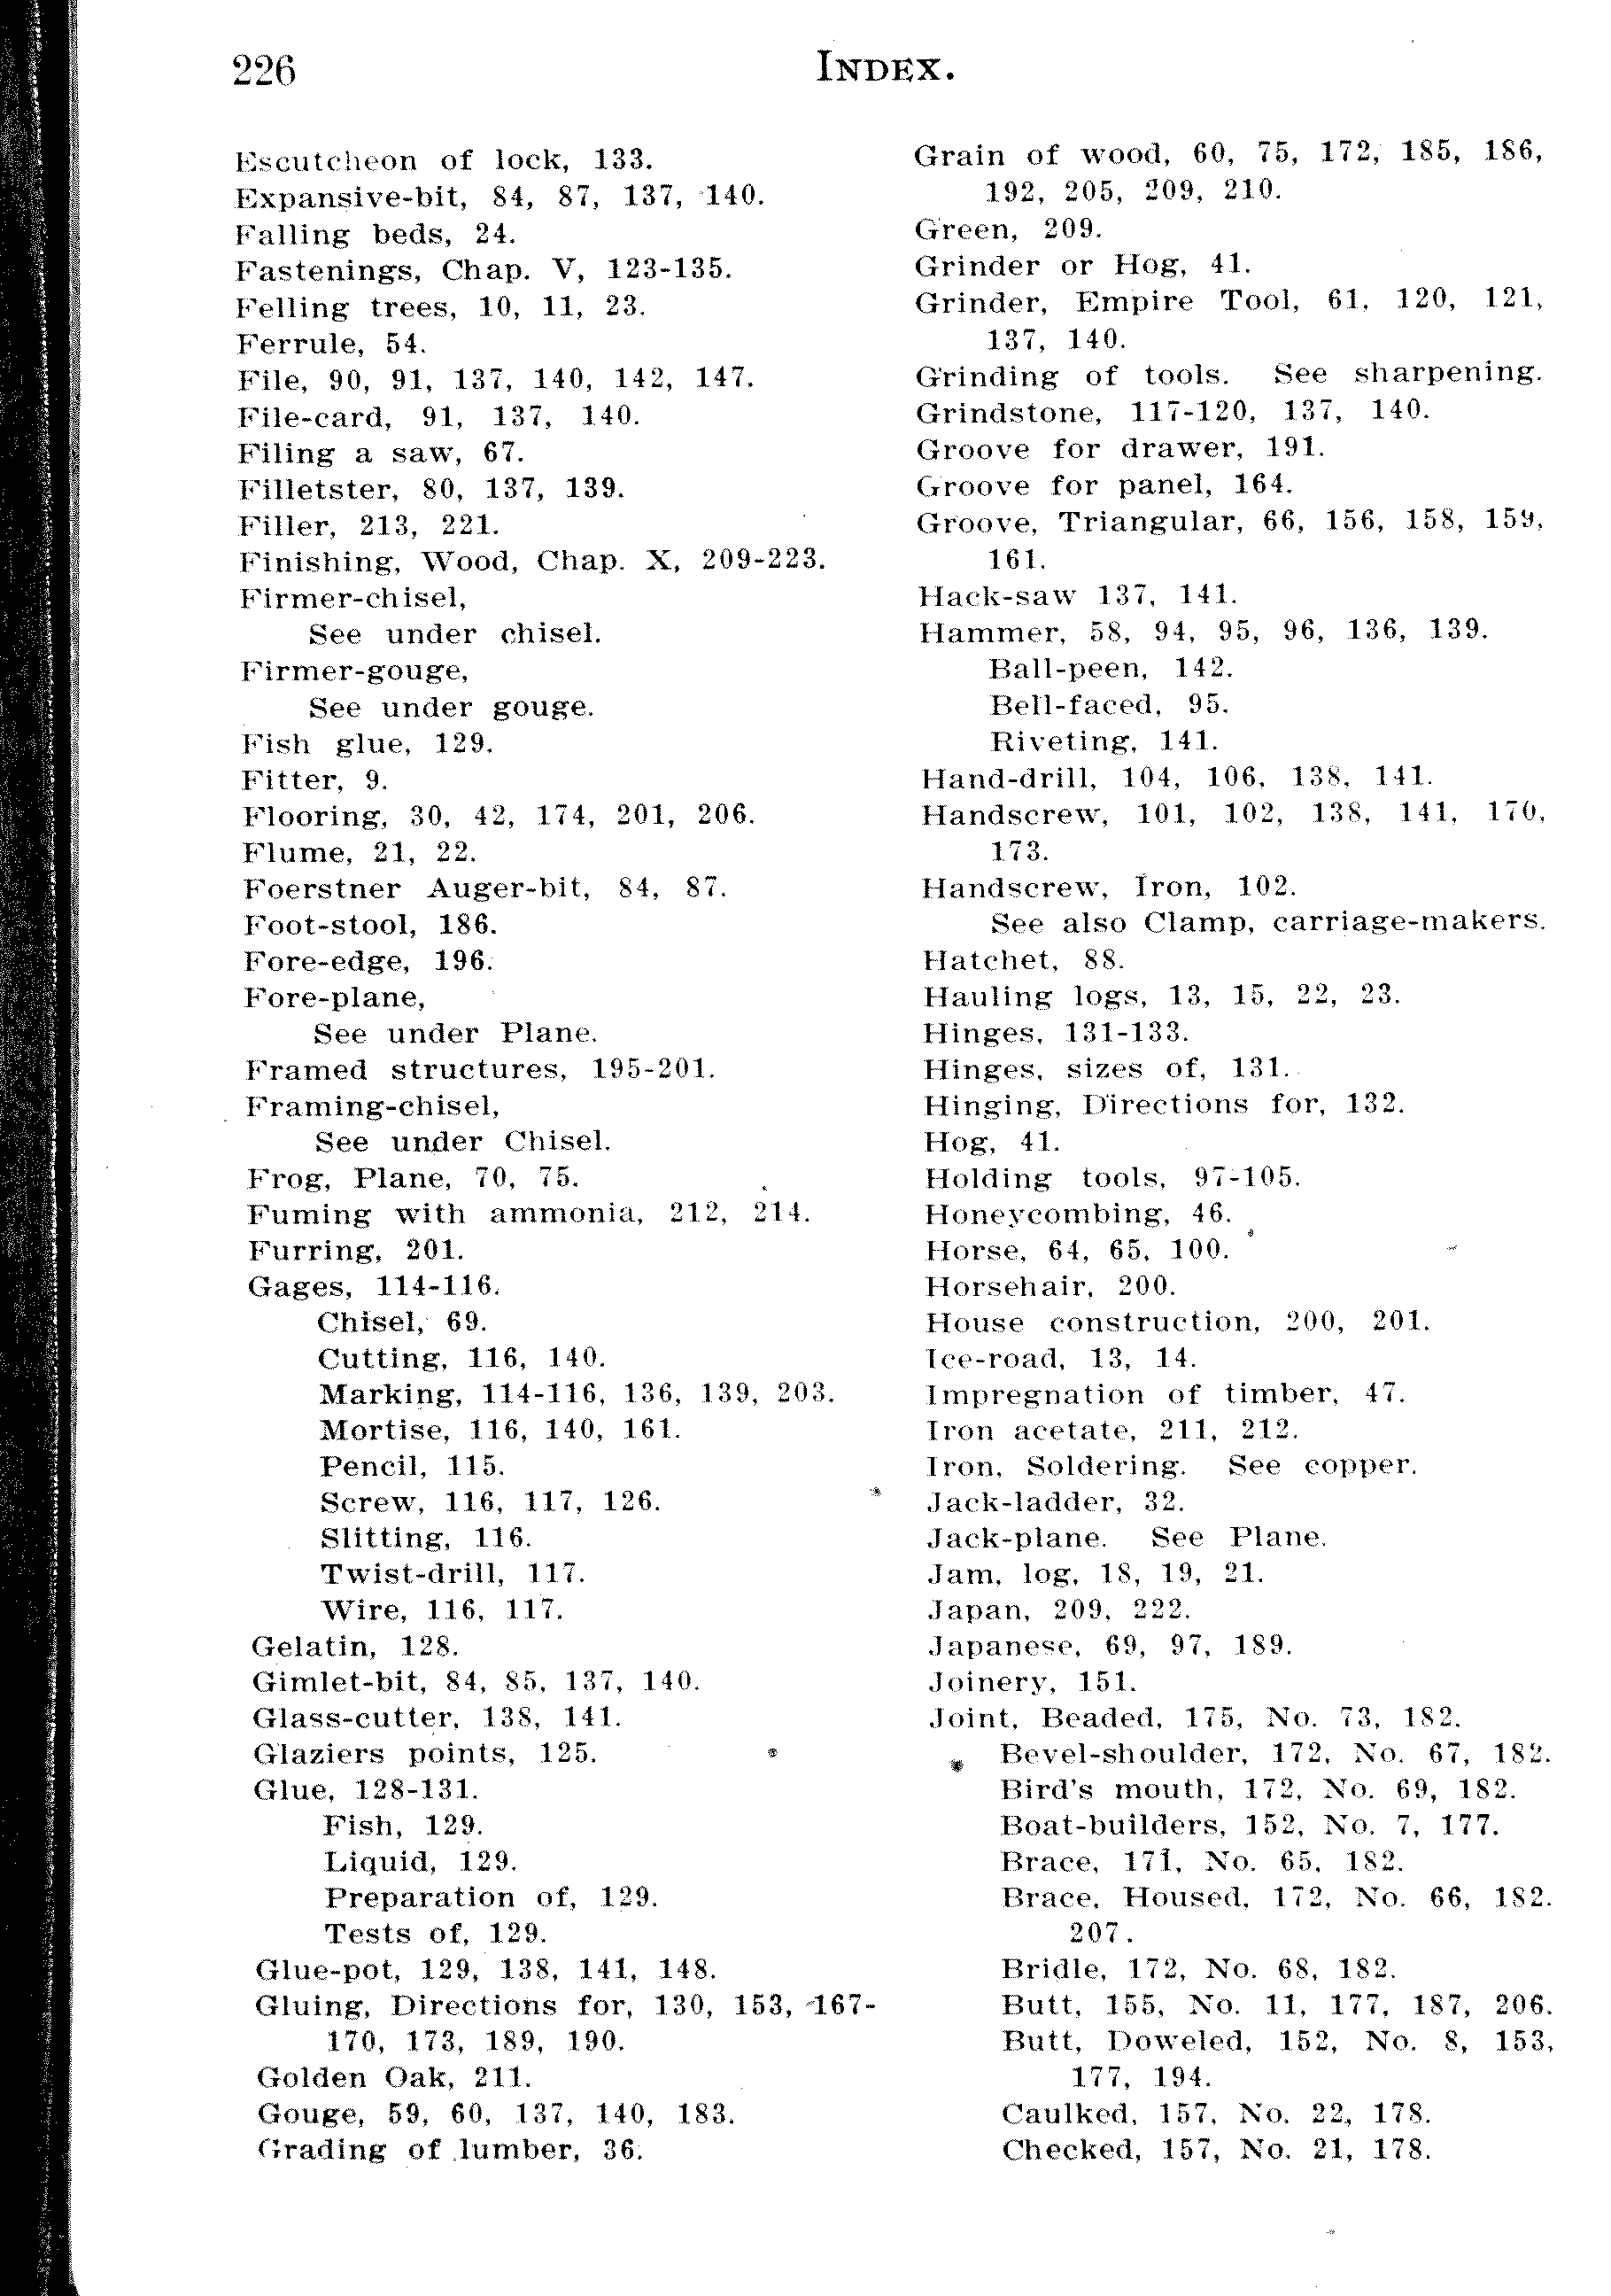 226
INDEX.
Escutcheon of lock, 133.
Expansive-bit, 84, 87, 137, 140.
Falling beds, 24.
Fastenings, Chap. V, 123-135.
Felling trees, 10, 11, 23.
Ferrule, 54.
File, 90, 91, 137, 140, 142, 147.
File-card, 91, 137, 140.
Filing a saw, 67.
Filletster, 80, 137, 139.
Filler, 213, 221.
Finishing, Wood, Chap. X, 209-223.
Firmer-chisel,
See under chisel.
Firmer-gouge,
See under gouge.
Fish glue, 129.
Fitter, 9.
Flooring, 30, 42, 174, 201, 206.
Flume, 21, 22.
Foerstner Auger-bit, 84, 87.
Foot-stool, 186.
Fore-edge, 196.
Fore-plane,
See under Plane.
Framed structures, 195-201.
Framing-chisel,
See under Chisel.
Frog, Plane, 70, 75.
Fuming with ammonia, 212, 214.
Furring, 201.
Gages, 114-116.
Chisel, 69.
Cutting, 116, 140.
Marking, 114-116, 136, 139, 203.
Mortise, 116, 140, 161.
Pencil, 115.
Screw, 116, 117, 126.
Slitting, 116.
Twist-drill, 117.
Wire, 116, 117.
Gelatin, 128.
Gimlet-bit, 84, 85, 137, 140.
Glass-cutter, 138, 141.
Glaziers points, 125.
Glue, 128-131.
Fish, 129.
Liquid, 129.
Preparation of, 129.
Tests of, 129.
Glue-pot, 129, 138, 141, 148.
Gluing, Directions for, 130, 153, 167-
170, 173, 189, 190.
Golden Oak, 211.
Gouge, 59, 60, 137, 140, 183.
Grading of lumber, 36.
Grain of wood, 60, 75, 172, 185, 186,
192, 205, 209, 210.
Green, 209.
Grinder or Hog, 41.
Grinder, Empire Tool, 61, 120, 121,
137, 140.
Grinding of tools. See sharpening.
Grindstone, 117-120, 137, 140.
Groove for drawer, 191.
Groove for panel, 164.
Groove, Triangular, 66, 156, 158, 159,
161.
Hack-saw 137, 141.
Hammer, 58, 94, 95, 96, 136, 139.
Ball-peen, 142.
Bell-faced, 95.
Riveting, 141.
Hand-drill, 104, 106, 138, 141.
Handscrew, 101, 102, 138, 141, 170,
173.
Handscrew, Iron, 102.
See also Clamp, carriage-makers.
Hatchet, 88.
Hauling logs, 13, 15, 22, 23.
Hinges, 131-133.
Hinges, sizes of, 131.
Hinging, Directions for, 132.
Hog, 41.
Holding tools, 97-105.
Honeycombing, 46.
Horse, 64, 65, 100.
Horsehair, 200.
House construction, 200, 201.
Ice-road, 13, 14.
Impregnation of timber, 47.
Iron acetate, 211, 212.
Iron, Soldering. See copper.
Jack-ladder, 32.
Jack-plane. See Plane.
Jam, log, 18, 19, 21.
Japan, 209, 222.
Japanese, 69, 97, 189.
Joinery, 151.
Joint, Beaded, 175, No. 73, 182.
Bevel-shoulder, 172, No. 67, 182.
Bird's mouth, 172, No. 69, 182.
Boat-builders, 152, No. 7, 177.
Brace, 171, No. 65, 182.
Brace, Housed, 172, No. 66, 182.
207.
Bridle, 172, No. 68, 182.
Butt, 155, No. 11, 177, 187, 206.
Butt, Doweled, 152, No. 8, 153,
177, 194.
Caulked, 157, No. 22, 178.
Checked, 157, No. 21, 178.